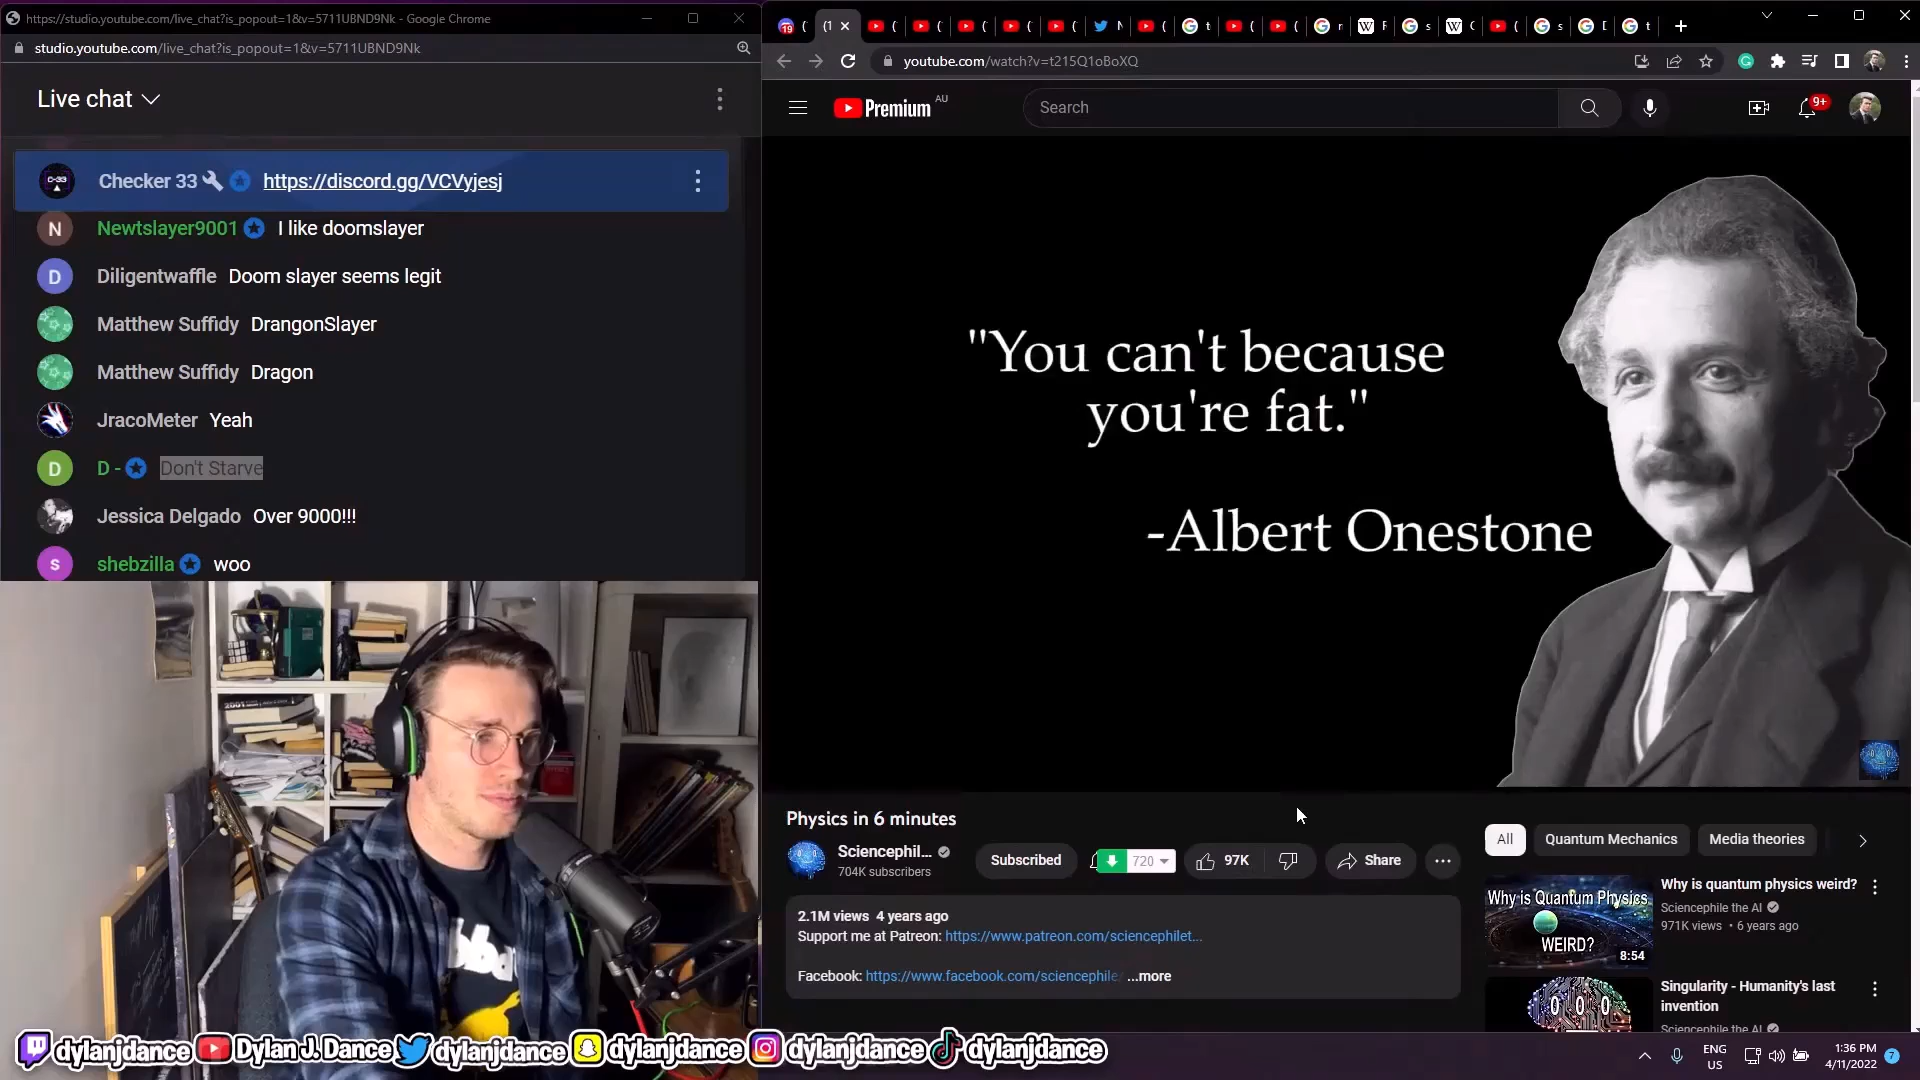 https://studio.youtube.com/live_chat?is_popout=1&v=5711UBND9Nk - Google Chrome
studio.youtube.com/live_chat?is_popout=1&v=5711UBND9Nk
Live chat
Checker 33 https://discord.gg/VCVyjesj
N Newtslayer9001 I like doomslayer
D Diligentwaffle Doom slayer seems legit
Matthew Suffidy DrangonSlayer
Matthew Suffidy Dragon
JracoMeter Yeah
D D - Don't Starve
Jessica Delgado Over 9000!!!
s shebzilla woo
youtube.com/watch?v=t215Q1oBoXQ
Premium AU
Search
9+
"You can't because
you're fat."
-Albert Onestone
Physics in 6 minutes
Sciencephil...
704K subscribers
Subscribed
720
97K
Share
2.1M views 4 years ago
Support me at Patreon: https://www.patreon.com/sciencephilet...
Facebook: https://www.facebook.com/sciencephile ...more
All
Quantum Mechanics
Media theories
Why is Quantum Physics
WEIRD?
8:54
Why is quantum physics weird?
Sciencephile the AI
971K views • 6 years ago
Singularity - Humanity's last
invention
Sciencephile the AI
dylanjdance Dylan J. Dance dylanjdance dylanjdance dylanjdance dylanjdance
ENG
US
1:36 PM
4/11/2022
7